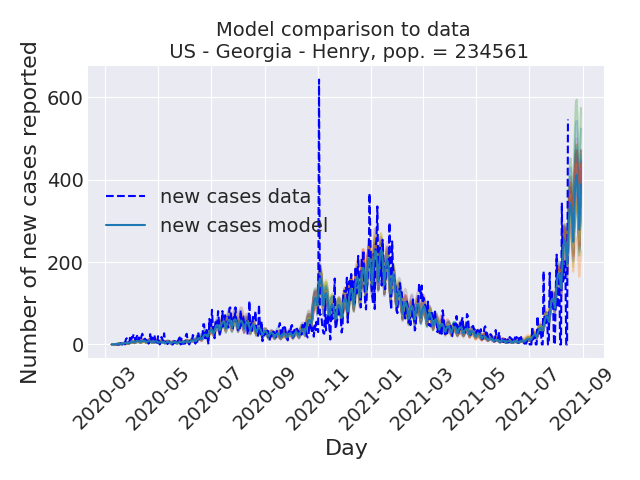 Model comparison to data
US - Georgia - Henry, pop. = 234561
Number of new cases reported
600
400
200
0
new cases data
new cases model
2020-03
2020-05
2020-07
2020-09
2020-11
2021-01
2021-03
2021-05
2021-07
2021-09
Day